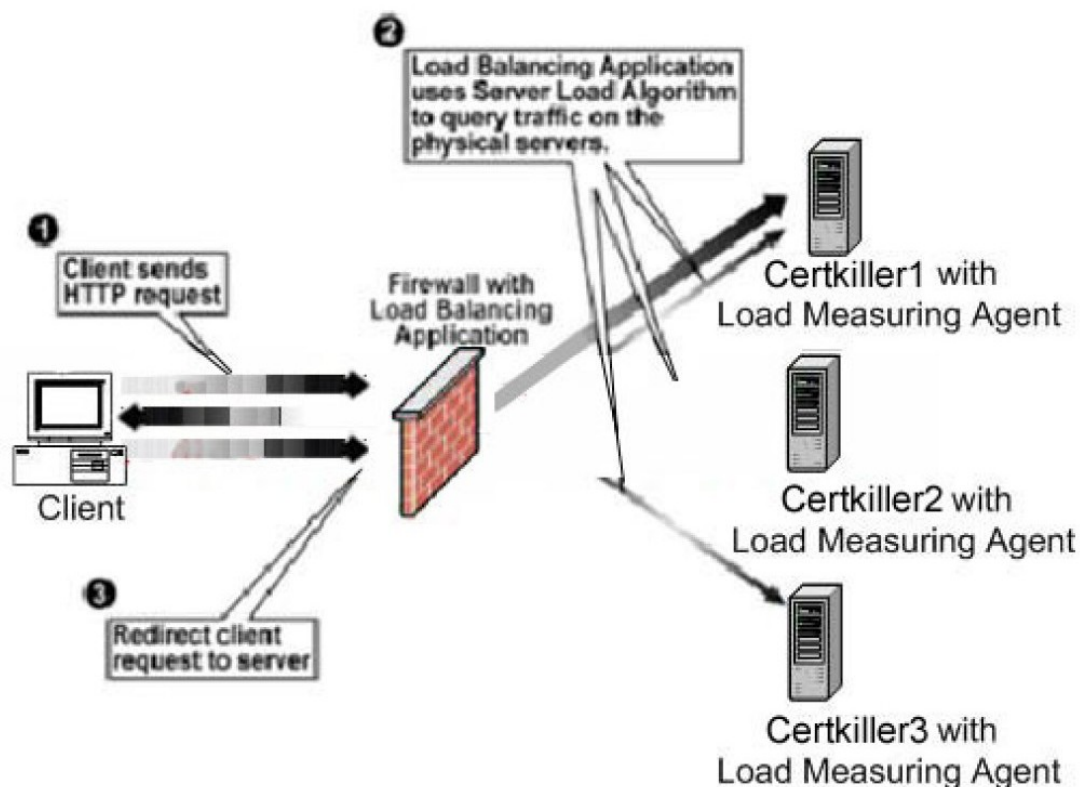 2
Load Balancing Application
uses Server Load Algorithm
to query traffic on the
physical servers.
1
Client sends
HTTP request
Firewall with
Load Balancing
Application
Certkiller1 with
Load Measuring Agent
Client
Certkiller2 with
Load Measuring Agent
3
Redirect client
request to server
Certkiller3 with
Load Measuring Agent